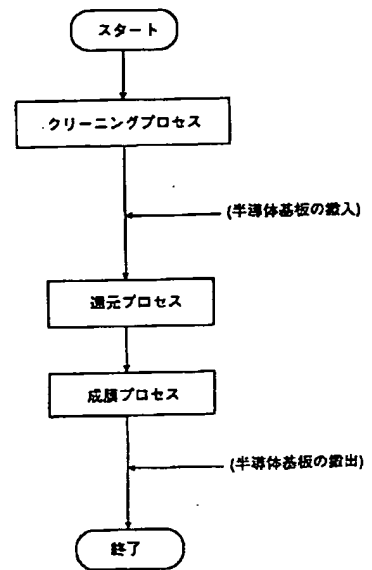 スタート
クリーニングプロセス
(半導体基板の搬入)
還元プロセス
成膜プロセス
(半導体基板の搬出)
終了